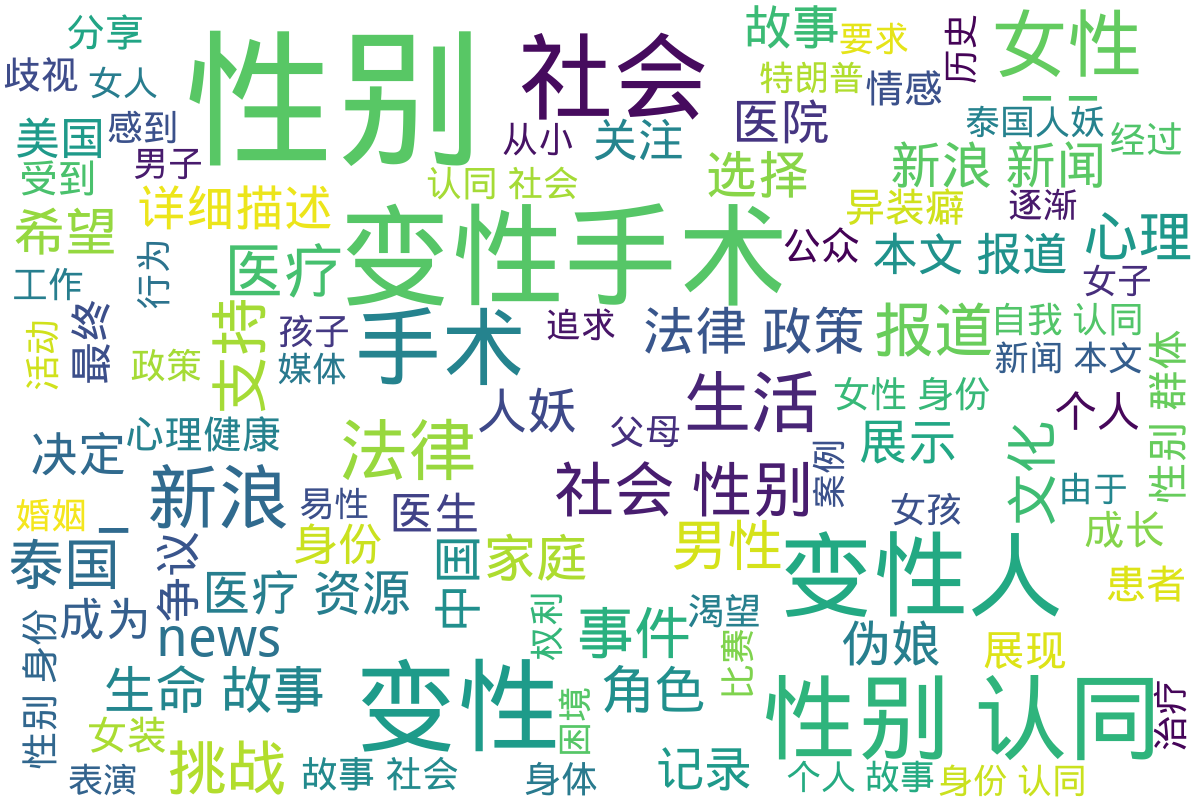 分享
性别
社会
故事
要求
历史
女性
歧视
女人
特朗普
情感
医院
美国
感到
从小
关注
泰国人妖
经过
受到
男子
认同 社会
选择
新浪 新闻
详细描述
异装癖
逐渐
希望
变性手术
公众
本文 报道
心理
医疗
工作
行为
女子
最终
支持
孩子
手术
追求
法律 政策
报道
自我 认同
活动
政策
媒体
新闻 本文
生活
女性 身份
群体
人妖
个人
决定
心理健康
法律
父母
展示
文化
性别
新浪
社会 性别
案例
由于
婚姻
_
易性
医生
女孩
成长
泰国
争议
身份
中国
家庭
男性
变性人
患者
医疗 资源
成为
news
权利
事件
渴望
伪娘
展现
性别 身份
生命 故事
变性
困境
角色
比赛
性别 认同
治疗
女装
挑战
表演
故事 社会
身体
记录
个人 故事
身份 认同